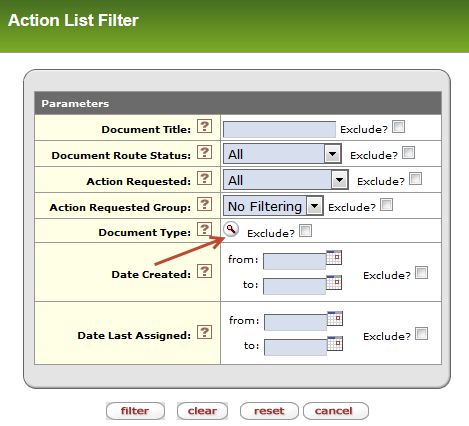 Action List Filter
Parameters
Document Title: ? Exclude?
Document Route Status: ? All Exclude?
Action Requested: ? All Exclude?
Action Requested Group: ? No Filtering Exclude?
Document Type: ? Exclude?
Date Created: ? from: Exclude?
to:
Date Last Assigned: ? from: Exclude?
to:
filter clear reset cancel